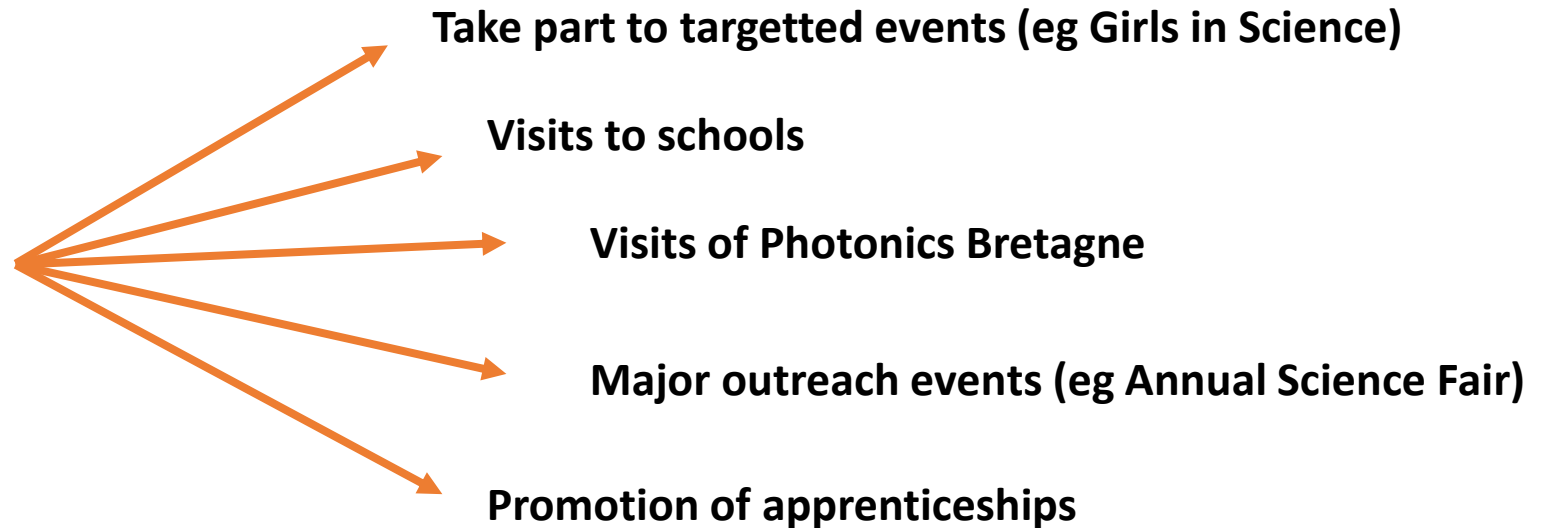 Take part to targetted events (eg Girls in Science)
Visits to schools
Visits of Photonics Bretagne
Major outreach events (eg Annual Science Fair)
Promotion of apprenticeships